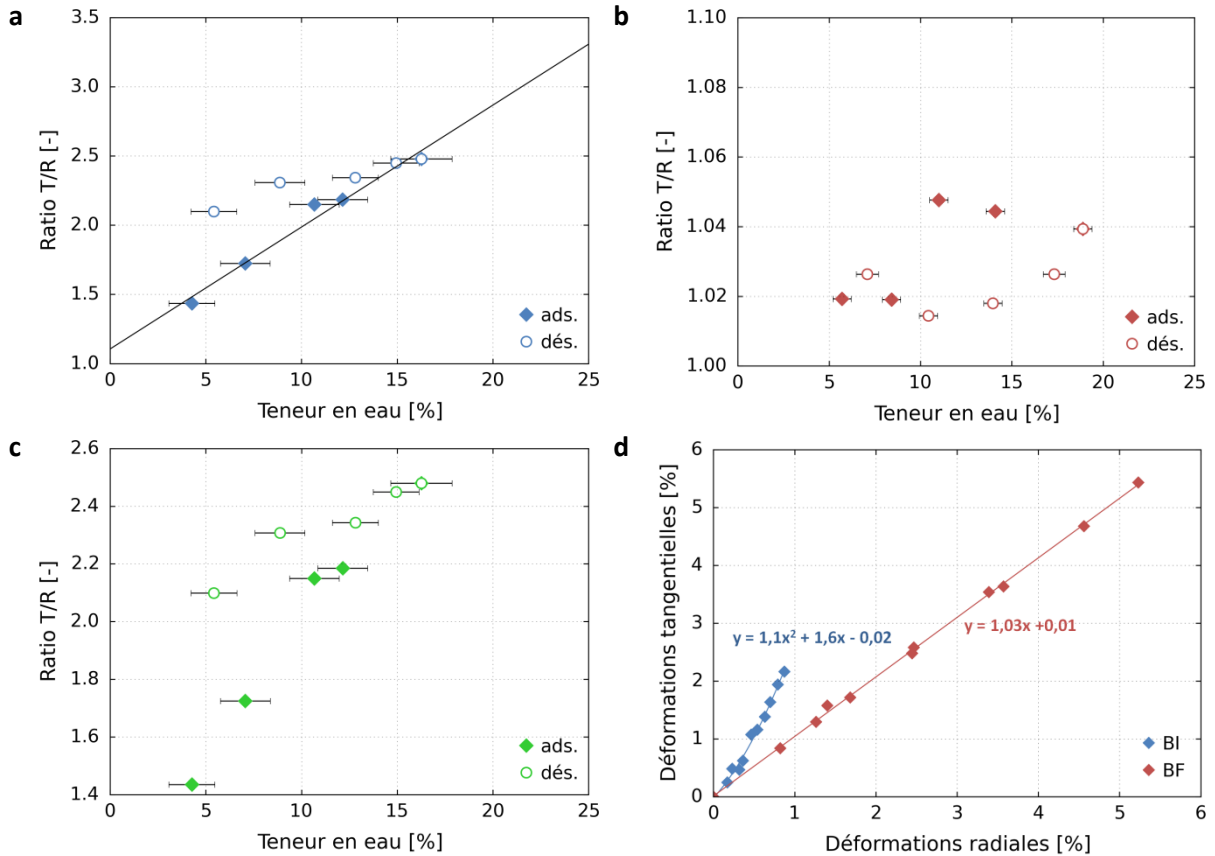 a
3.5
3.0
2.5
2.0
1.5
1.0
0 5 10 15 20 25
Ratio T/R [-]
Teneur en eau [%]
ads.
dés.
b
1.10
1.08
1.06
1.04
1.02
1.00
0 5 10 15 20 25
Ratio T/R [-]
Teneur en eau [%]
ads.
dés.
c
2.6
2.4
2.2
2.0
1.8
1.6
1.4
0 5 10 15 20 25
Ratio T/R [-]
Teneur en eau [%]
ads.
dés.
d
6
5
4
3
2
1
0
0 1 2 3 4 5 6
Déformations tangentielles [%]
Déformations radiales [%]
y = 1,1x² + 1,6x - 0,02
y = 1,03x +0,01
BI
BF